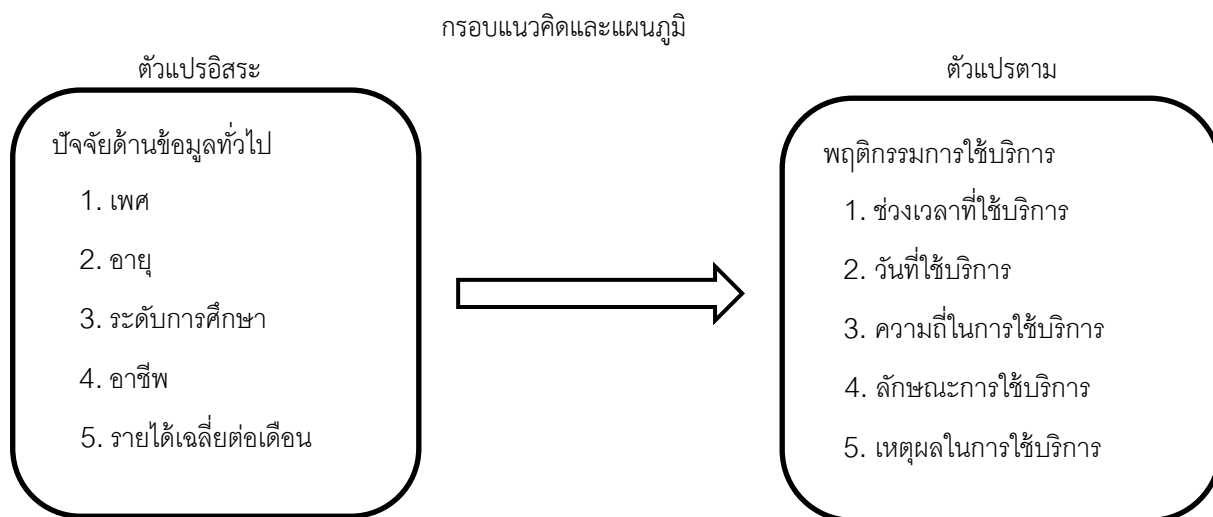 กรอบแนวคิดและแผนภูมิ
ตัวแปรอิสระ
ปัจจัยด้านข้อมูลทั่วไป
1. เพศ
2. อายุ
3. ระดับการศึกษา
4. อาชีพ
5. รายได้เฉลี่ยต่อเดือน
ตัวแปรตาม
พฤติกรรมการใช้บริการ
1. ช่วงเวลาที่ใช้บริการ
2. วันที่ใช้บริการ
3. ความถี่ในการใช้บริการ
4. ลักษณะการใช้บริการ
5. เหตุผลในการใช้บริการ